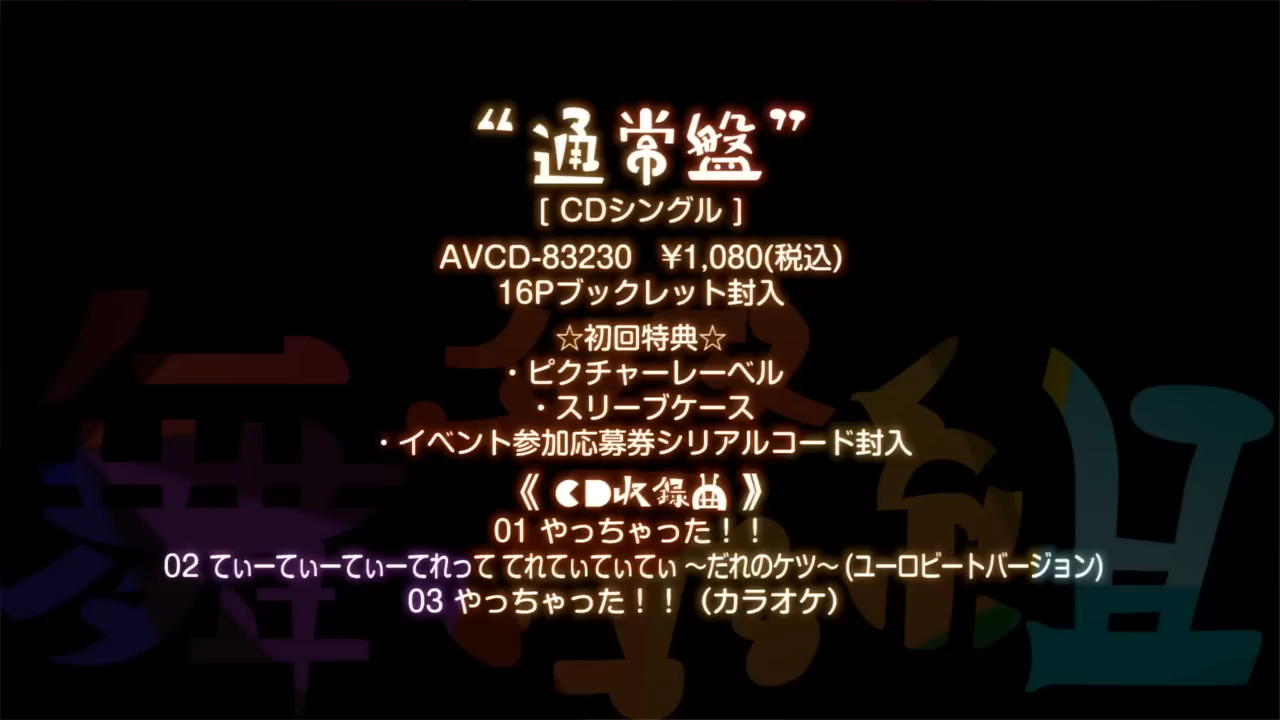 “通常盤”
[ CDシングル ]
AVCD-83230 ¥1,080(税込)
16Pブックレット封入
☆初回特典☆
・ピクチャーレーベル
・スリーブケース
・イベント参加応募券シリアルコード封入
《 CD収録曲 》
01 やっちゃった！！
02 てぃーてぃーてぃーてれって てれてぃてぃてぃ ～だれのケツ～ (ユーロビートバージョン)
03 やっちゃった！！（カラオケ）